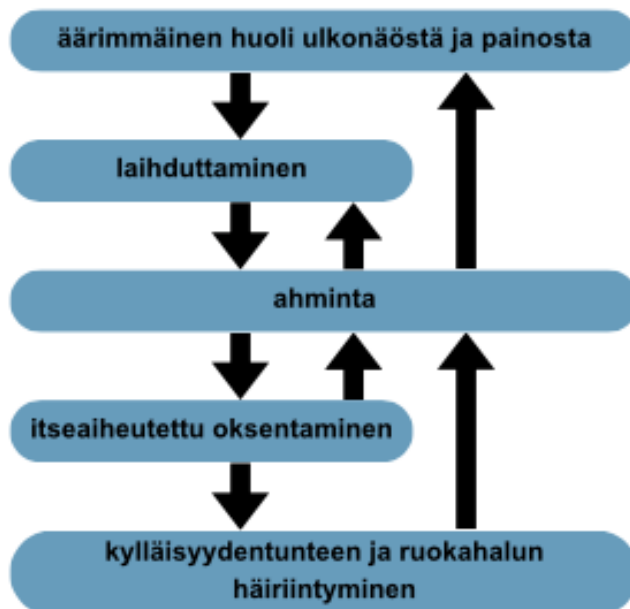 äärimmäinen huoli ulkonäöstä ja painosta
laihduttaminen
ahminta
itseaiheutettu oksentaminen
kylläisyydentunteen ja ruokahalun
häiriintyminen